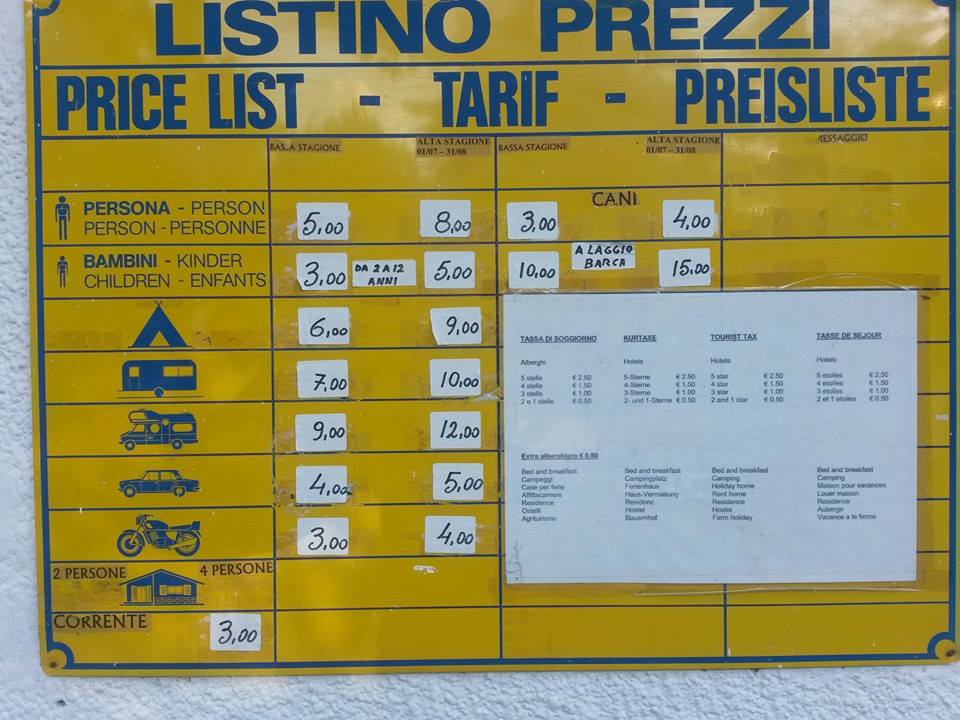 LISTINO PREZZI
PRICE LIST - TARIF - PREISLISTE
BASSA STAGIONE
ALTA STAGIONE
01/07 – 31/08
BASSA STAGIONE
ALTA STAGIONE
01/07 – 31/08
MESSAGGIO
PERSONA - PERSON
PERSON - PERSONNE
5,00
8,00
CANI
3,00
4,00
BAMBINI - KINDER
CHILDREN - ENFANTS
3,00
DA 2 A 12
ANNI
5,00
10,00
ALAGGIO
BARCA
15,00
6,00
9,00
7,00
10,00
9,00
12,00
4,00
5,00
3,00
4,00
2 PERSONE
4 PERSONE
CORRENTE
3,00
TASSA DI SOGGIORNO
Alberghi
5 stelle € 2.50
4 stelle € 1.50
3 stelle € 1.00
2 e 1 stelle € 0.50
KURTAXE
Hotels
5-Sterne € 2.50
4-Sterne € 1.50
3-Sterne € 1.00
2- und 1-Sterne € 0.50
TOURIST TAX
Hotels
5 star € 2.50
4 star € 1.50
3 star € 1.00
2 and 1 star € 0.50
TASSE DE SEJOUR
Hotels
5 etoiles € 2.50
4 etoiles € 1.50
3 etoiles € 1.00
2 et 1 etoiles € 0.50
Extra alberghiero € 0.50
Bed and breakfast
Campeggi
Case per ferie
Affittacamere
Residence
Ostelli
Agriturismo
Bed and breakfast
Campingplatz
Ferienhaus
Haus-Vermietung
Residenz
Hostel
Bauernhof
Bed and breakfast
Camping
Holiday home
Rent home
Residence
Hostel
Farm holiday
Bed and breakfast
Camping
Maison pour vacances
Louer maison
Residence
Auberge
Vacance a la ferme